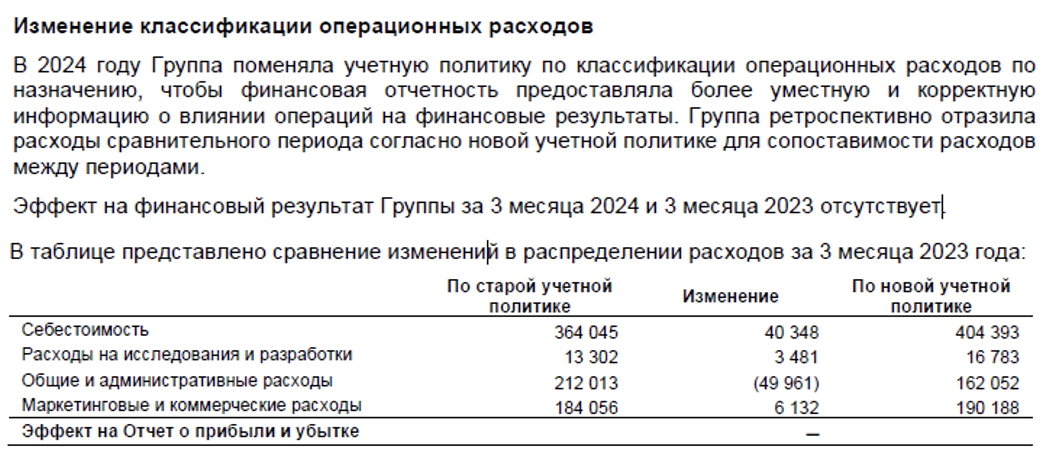 Изменение классификации операционных расходов
В 2024 году Группа поменяла учетную политику по классификации операционных расходов по
назначению, чтобы финансовая отчетность предоставляла более уместную и корректную
информацию о влиянии операций на финансовые результаты. Группа ретроспективно отразила
расходы сравнительного периода согласно новой учетной политике для сопоставимости расходов
между периодами.
Эффект на финансовый результат Группы за 3 месяца 2024 и 3 месяца 2023 отсутствует.
В таблице представлено сравнение изменений в распределении расходов за 3 месяца 2023 года:
По старой учетной политике Изменение По новой учетной политике
Себестоимость 364 045 40 348 404 393
Расходы на исследования и разработки 13 302 3 481 16 783
Общие и административные расходы 212 013 (49 961) 162 052
Маркетинговые и коммерческие расходы 184 056 6 132 190 188
Эффект на Отчет о прибыли и убытке –